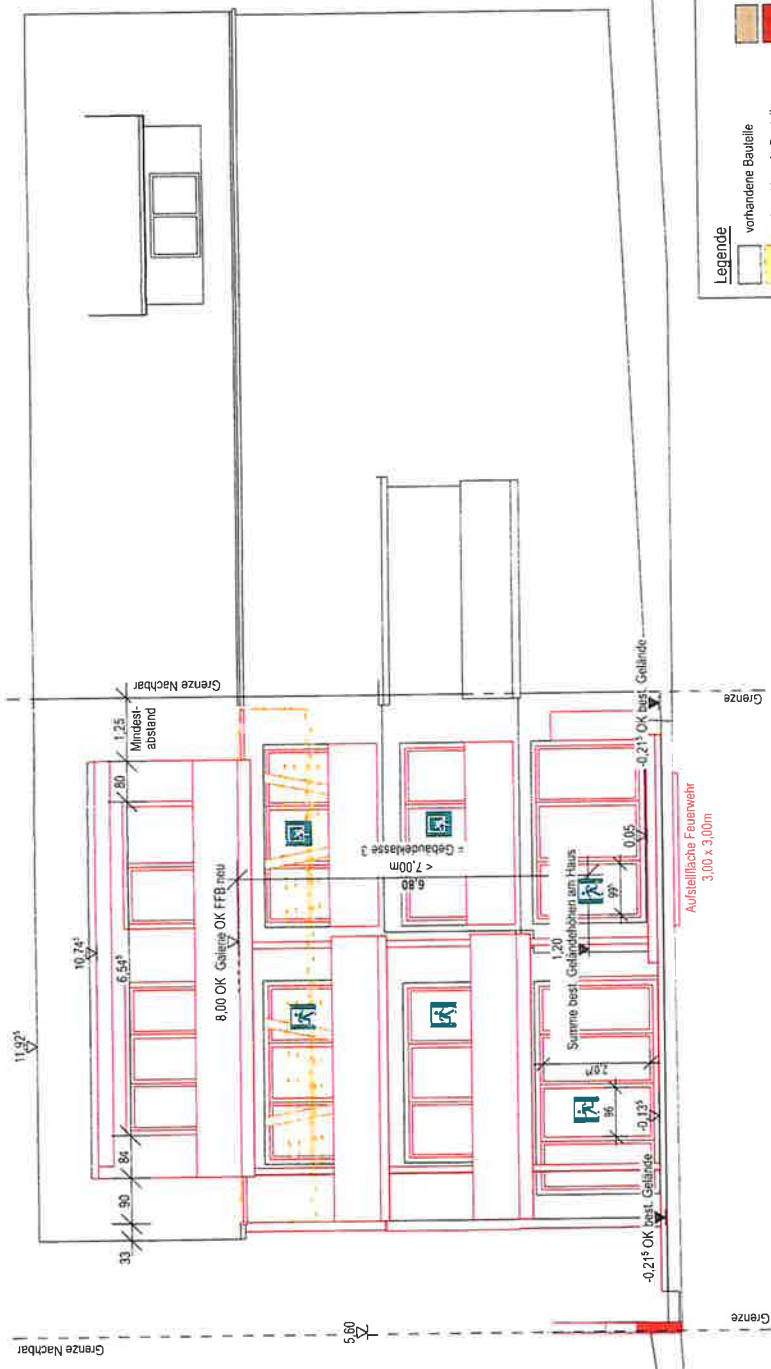 Grenze Nachbar
5,60
Grenze
11,92⁵
10,74⁵
33
90
84
6,54⁵
80
1,25
Mindest-
abstand
Grenze Nachbar
8,00 OK Galerie OK FFB neu
6,80
< 7,00m
= Gebäudeklasse 3
1,20
Summe best. Geländehöhen am Haus
2,07⁵
96
99⁵
-0,13⁵
0,05
-0,21⁵ OK best. Gelände
-0,21⁵ OK best. Gelände
Grenze
Aufstellfläche Feuerwehr
3,00 x 3,00m
Legende
vorhandene Bauteile